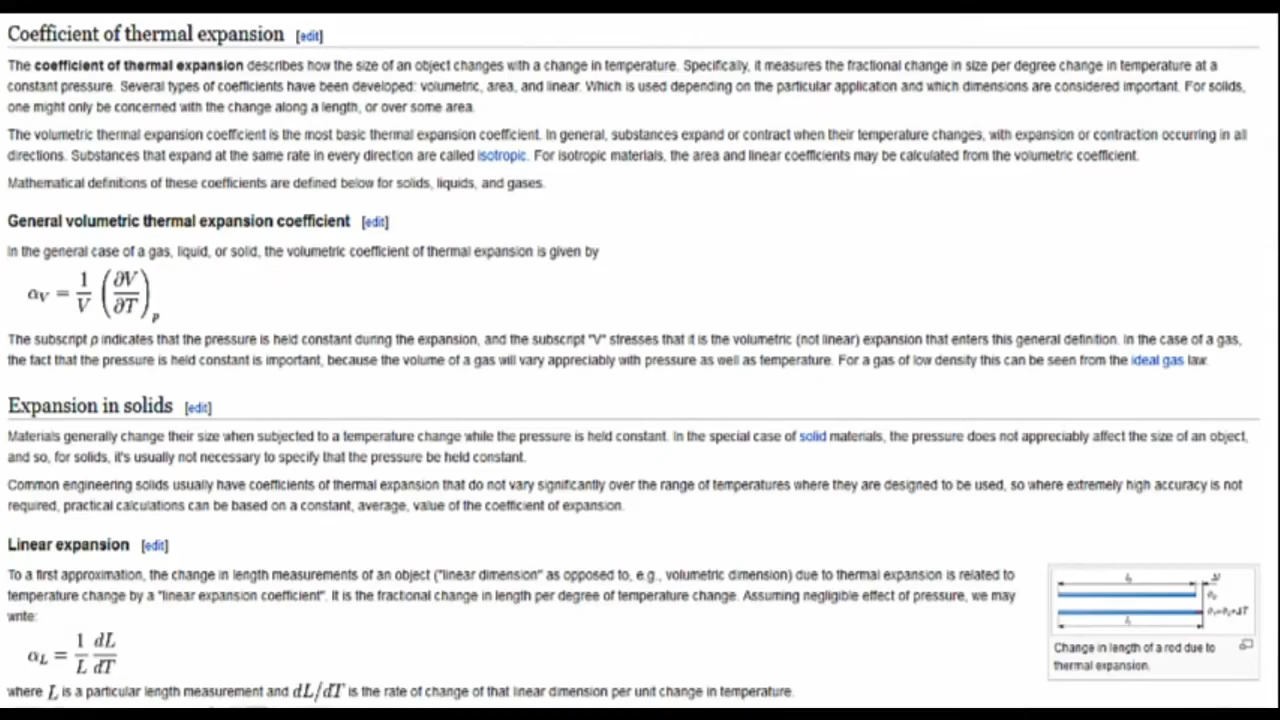 Coefficient of thermal expansion [edit]
The coefficient of thermal expansion describes how the size of an object changes with a change in temperature. Specifically, it measures the fractional change in size per degree change in temperature at a
constant pressure. Several types of coefficients have been developed: volumetric, area, and linear. Which is used depending on the particular application and which dimensions are considered important. For solids,
one might only be concerned with the change along a length, or over some area.
The volumetric thermal expansion coefficient is the most basic thermal expansion coefficient. In general, substances expand or contract when their temperature changes, with expansion or contraction occurring in all
directions. Substances that expand at the same rate in every direction are called isotropic. For isotropic materials, the area and linear coefficients may be calculated from the volumetric coefficient.
Mathematical definitions of these coefficients are defined below for solids, liquids, and gases.
General volumetric thermal expansion coefficient [edit]
In the general case of a gas, liquid, or solid, the volumetric coefficient of thermal expansion is given by
α_V = 1/V (∂V/∂T)_p
The subscript p indicates that the pressure is held constant during the expansion, and the subscript "V" stresses that it is the volumetric (not linear) expansion that enters this general definition. In the case of a gas,
the fact that the pressure is held constant is important, because the volume of a gas will vary appreciably with pressure as well as temperature. For a gas of low density this can be seen from the ideal gas law.
Expansion in solids [edit]
Materials generally change their size when subjected to a temperature change while the pressure is held constant. In the special case of solid materials, the pressure does not appreciably affect the size of an object,
and so, for solids, it's usually not necessary to specify that the pressure be held constant.
Common engineering solids usually have coefficients of thermal expansion that do not vary significantly over the range of temperatures where they are designed to be used, so where extremely high accuracy is not
required, practical calculations can be based on a constant, average, value of the coefficient of expansion.
Linear expansion [edit]
To a first approximation, the change in length measurements of an object ("linear dimension" as opposed to, e.g., volumetric dimension) due to thermal expansion is related to
temperature change by a "linear expansion coefficient". It is the fractional change in length per degree of temperature change. Assuming negligible effect of pressure, we may
write:
α_L = 1/L dL/dT
where L is a particular length measurement and dL/dT is the rate of change of that linear dimension per unit change in temperature.
Change in length of a rod due to
thermal expansion.